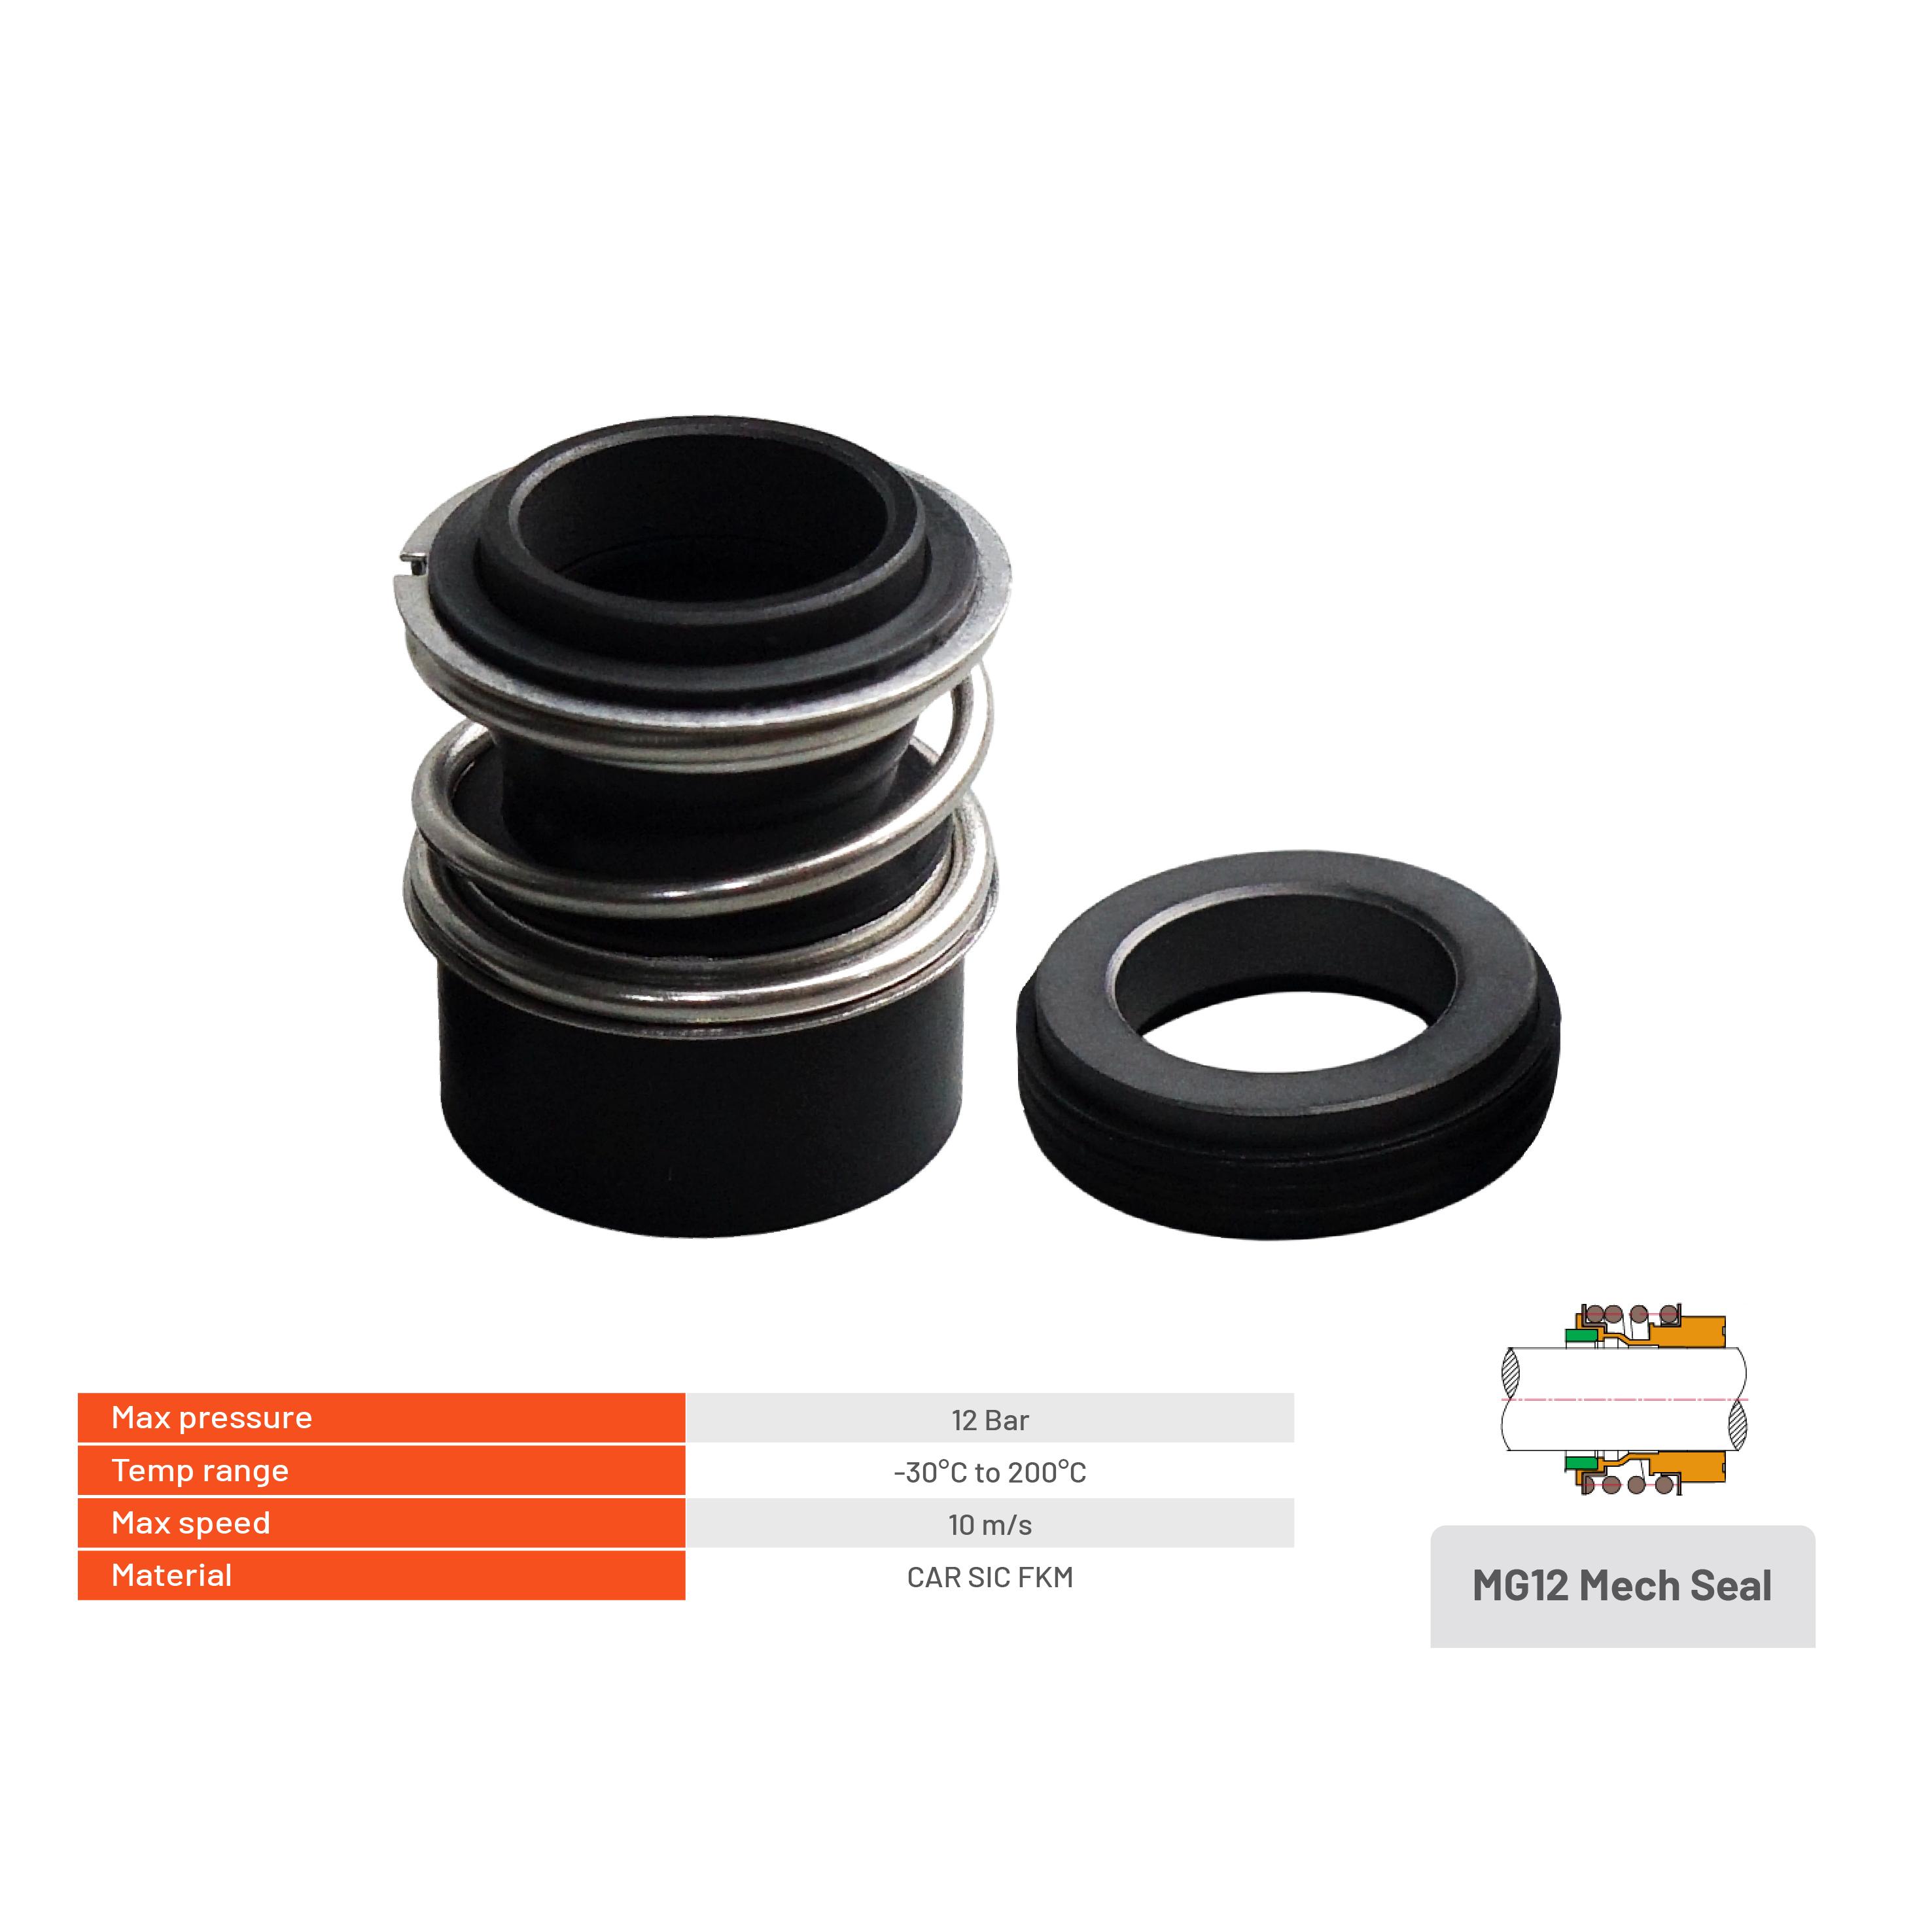 Max pressure 12 Bar
Temp range -30°C to 200°C
Max speed 10 m/s
Material CAR SIC FKM
MG12 Mech Seal